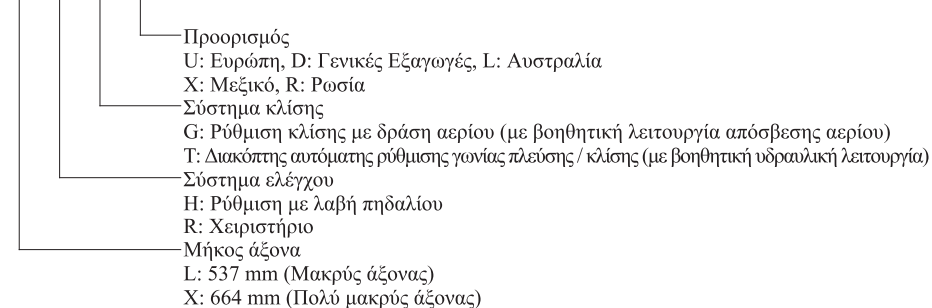 Προορισμός
U: Ευρώπη, D: Γενικές Εξαγωγές, L: Αυστραλία
X: Μεξικό, R: Ρωσία
Σύστημα κλίσης
G: Ρύθμιση κλίσης με δράση αερίου (με βοηθητική λειτουργία απόσβεσης αερίου)
T: Διακόπτης αυτόματης ρύθμισης γωνίας πλεύσης / κλίσης (με βοηθητική υδραυλική λειτουργία)
Σύστημα ελέγχου
H: Ρύθμιση με λαβή πηδαλίου
R: Χειριστήριο
Μήκος άξονα
L: 537 mm (Μακρύς άξονας)
X: 664 mm (Πολύ μακρύς άξονας)